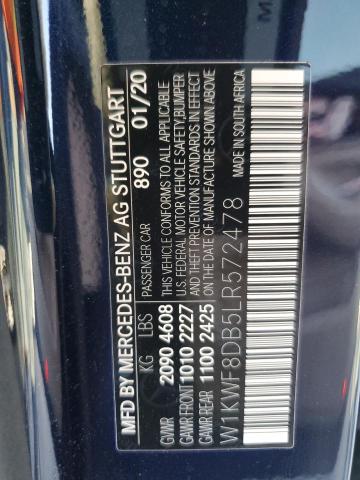 MFD BY MERCEDES-BENZ AG STUTTGART
890 01/20
KG LBS PASSENGER CAR
GVWR 2090 4608 THIS VEHICLE CONFORMS TO ALL APPLICABLE
GAWR FRONT 1010 2227 U.S. FEDERAL MOTOR VEHICLE SAFETY, BUMPER
GAWR REAR 1100 2425 AND THEFT PREVENTION STANDARDS IN EFFECT
ON THE DATE OF MANUFACTURE SHOWN ABOVE
W1KWF8DB5LR572478 MADE IN SOUTH AFRICA